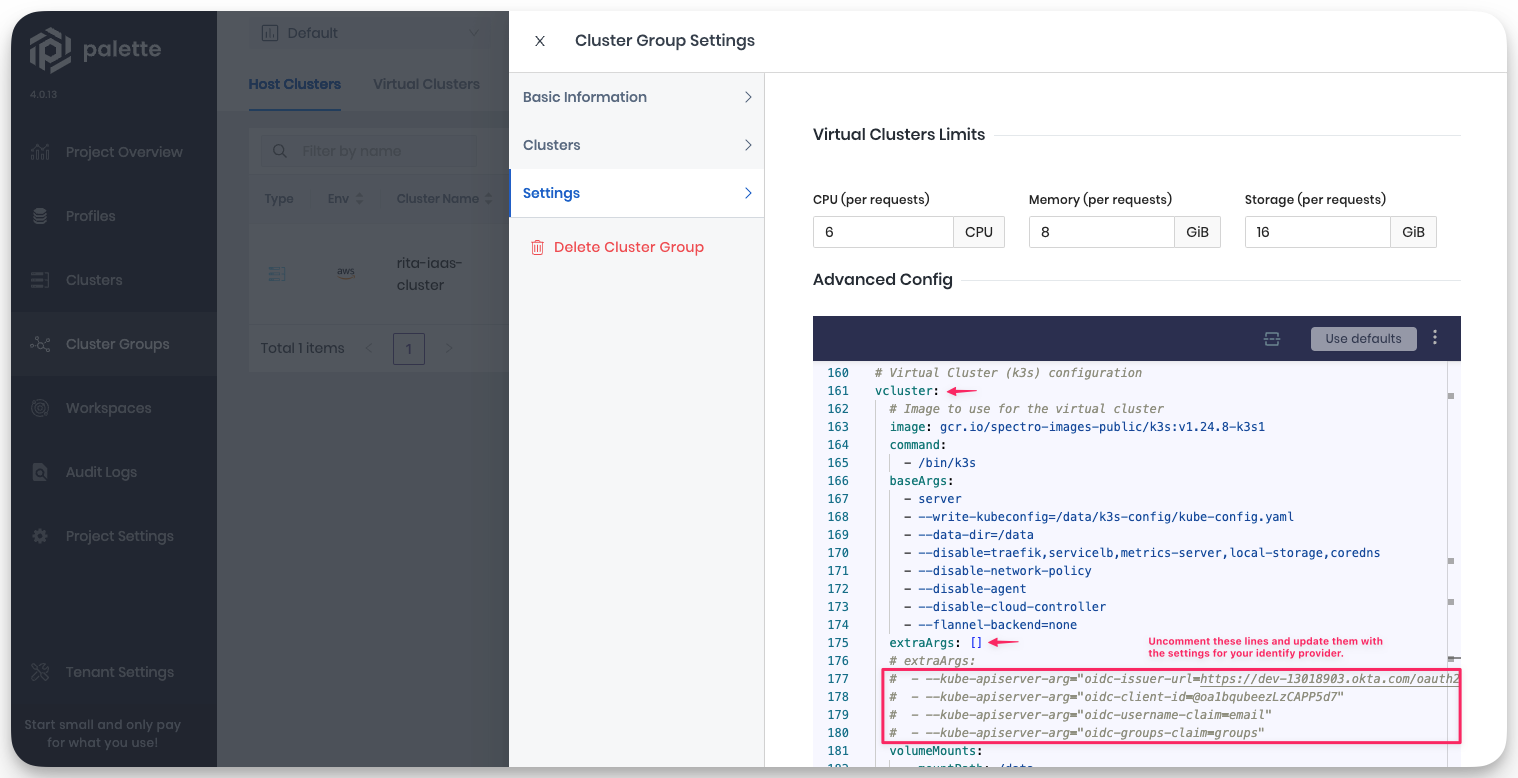 palette
4.0.13
Project Overview
Profiles
Clusters
Cluster Groups
Workspaces
Audit Logs
Project Settings
Tenant Settings
Start small and only pay
for what you use!
Default
Host Clusters
Virtual Clusters
Filter by name
Type
Env
Cluster Name
aws
rita-iaas-
cluster
Total 1 items
1
X
Cluster Group Settings
Basic Information
Clusters
Settings
Delete Cluster Group
Virtual Clusters Limits
CPU (per requests)
Memory (per requests)
Storage (per requests)
6 CPU
8 GiB
16 GiB
Advanced Config
Use defaults
160 # Virtual Cluster (k3s) configuration
161 vcluster:
162 # Image to use for the virtual cluster
163 image: gcr.io/spectro-images-public/k3s:v1.24.8-k3s1
164 command:
165 - /bin/k3s
166 baseArgs:
167 - server
168 - --write-kubeconfig=/data/k3s-config/kube-config.yaml
169 - --data-dir=/data
170 - --disable=traefik,servicelb,metrics-server,local-storage,coredns
171 - --disable-network-policy
172 - --disable-agent
173 - --disable-cloud-controller
174 - --flannel-backend=none
175 extraArgs: []
Uncomment these lines and update them with
the settings for your identify provider.
176 # extraArgs:
177 # - --kube-apiserver-arg="oidc-issuer-url=https://dev-13018903.okta.com/oauth2
178 # - --kube-apiserver-arg="oidc-client-id=@oa1bqubeezLzCAPP5d7"
179 # - --kube-apiserver-arg="oidc-username-claim=email"
180 # - --kube-apiserver-arg="oidc-groups-claim=groups"
181 volumeMounts: